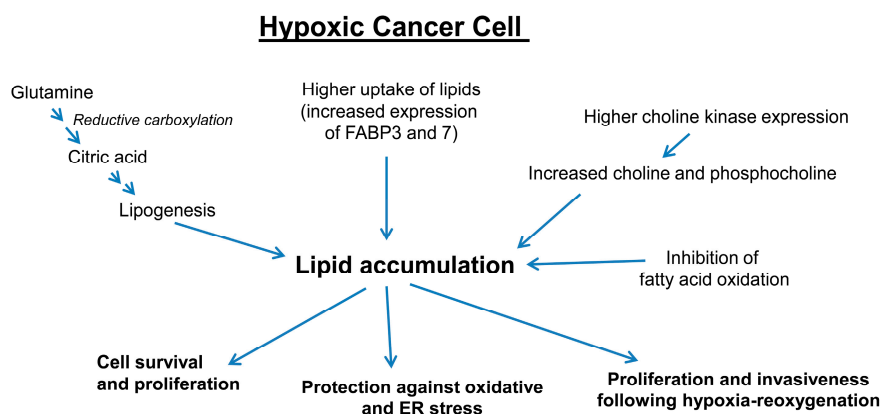 Hypoxic Cancer Cell
Glutamine
Reductive carboxylation
Citric acid
Lipogenesis
Higher uptake of lipids
(increased expression
of FABP3 and 7)
Higher choline kinase expression
Increased choline and phosphocholine
Inhibition of
fatty acid oxidation
Lipid accumulation
Cell survival
and proliferation
Protection against oxidative
and ER stress
Proliferation and invasiveness
following hypoxia-reoxygenation